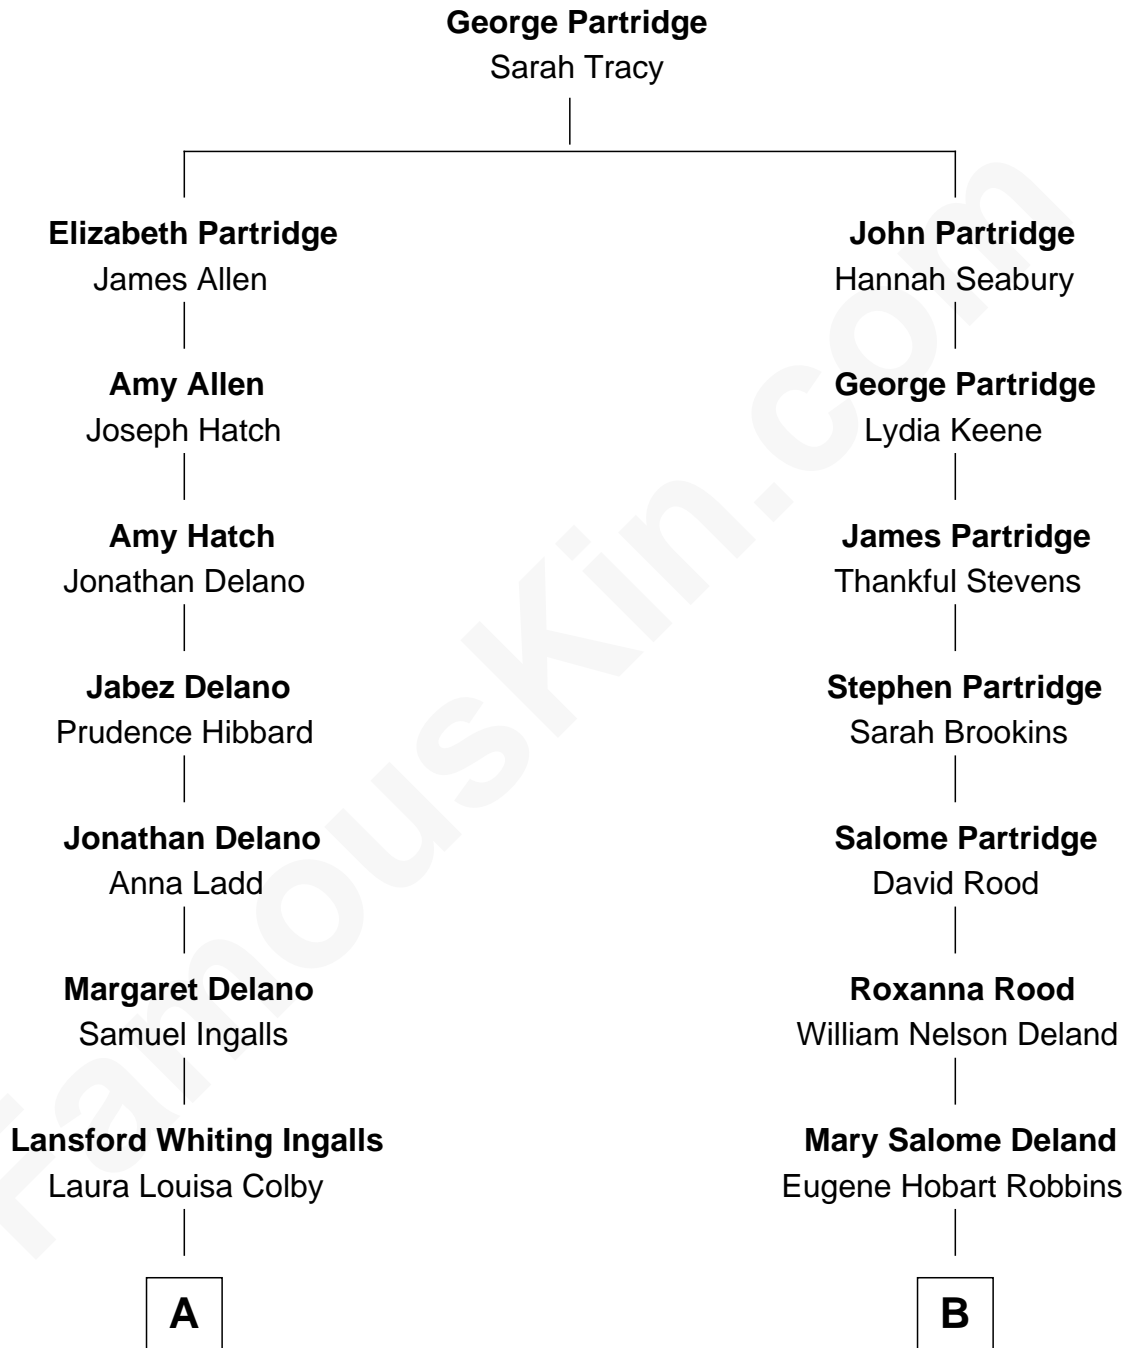 George Partridge
Sarah Tracy
Elizabeth Partridge
James Allen
John Partridge
Hannah Seabury
Amy Allen
Joseph Hatch
George Partridge
Lydia Keene
Amy Hatch
Jonathan Delano
James Partridge
Thankful Stevens
Jabez Delano
Prudence Hibbard
Stephen Partridge
Sarah Brookins
Jonathan Delano
Anna Ladd
Salome Partridge
David Rood
Margaret Delano
Samuel Ingalls
Roxanna Rood
William Nelson Deland
Lansford Whiting Ingalls
Laura Louisa Colby
Mary Salome Deland
Eugene Hobart Robbins
A
B
FamousKin.com